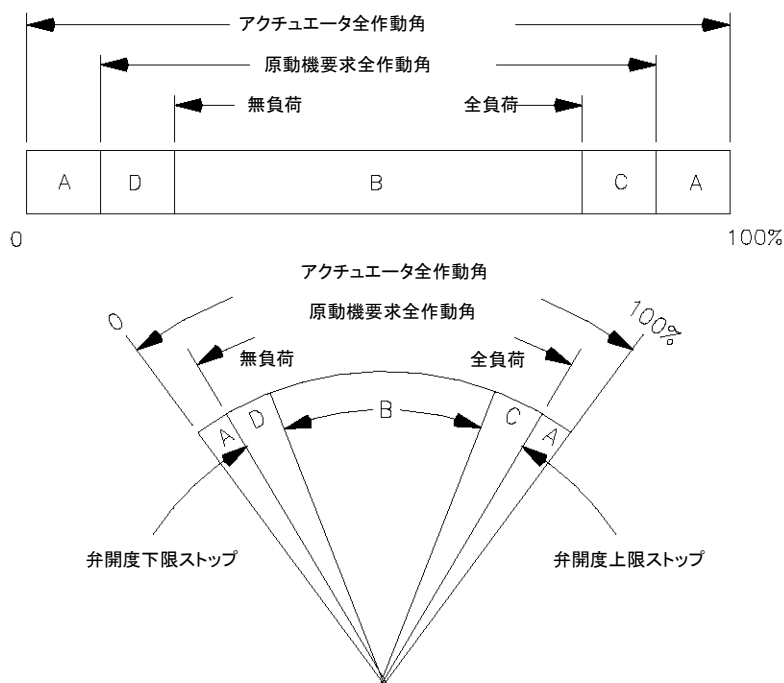 アクチュエータ全作動角
原動機要求全作動角
無負荷 全負荷
A D B C A
0 100%
アクチュエータ全作動角
原動機要求全作動角
0 100%
無負荷 全負荷
A D B C A
弁開度下限ストップ 弁開度上限ストップ